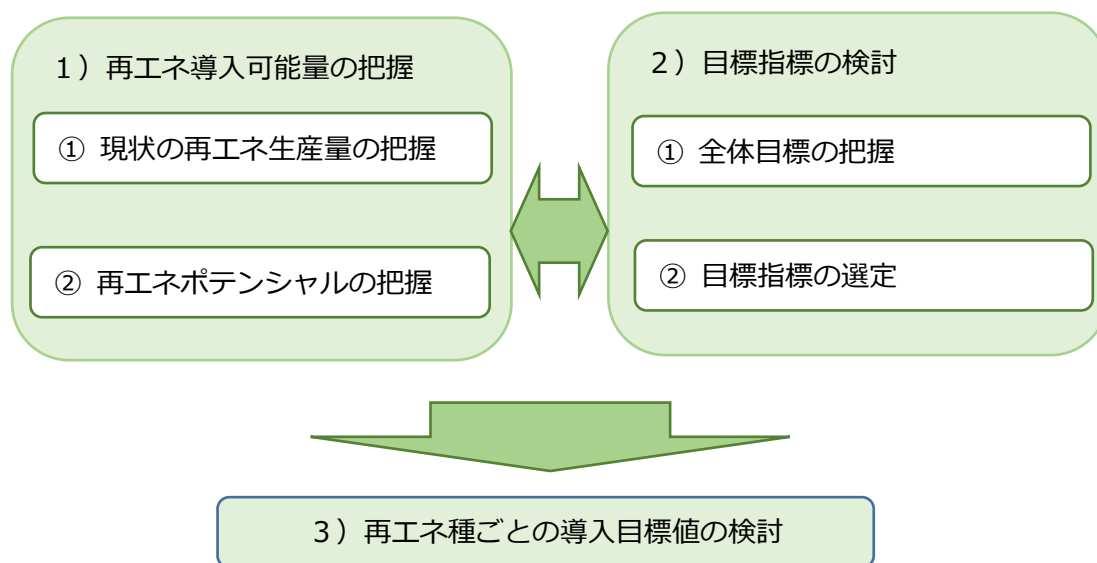 １）再エネ導入可能量の把握
① 現状の再エネ生産量の把握
② 再エネポテンシャルの把握
２）目標指標の検討
① 全体目標の把握
② 目標指標の選定
３）再エネ種ごとの導入目標値の検討